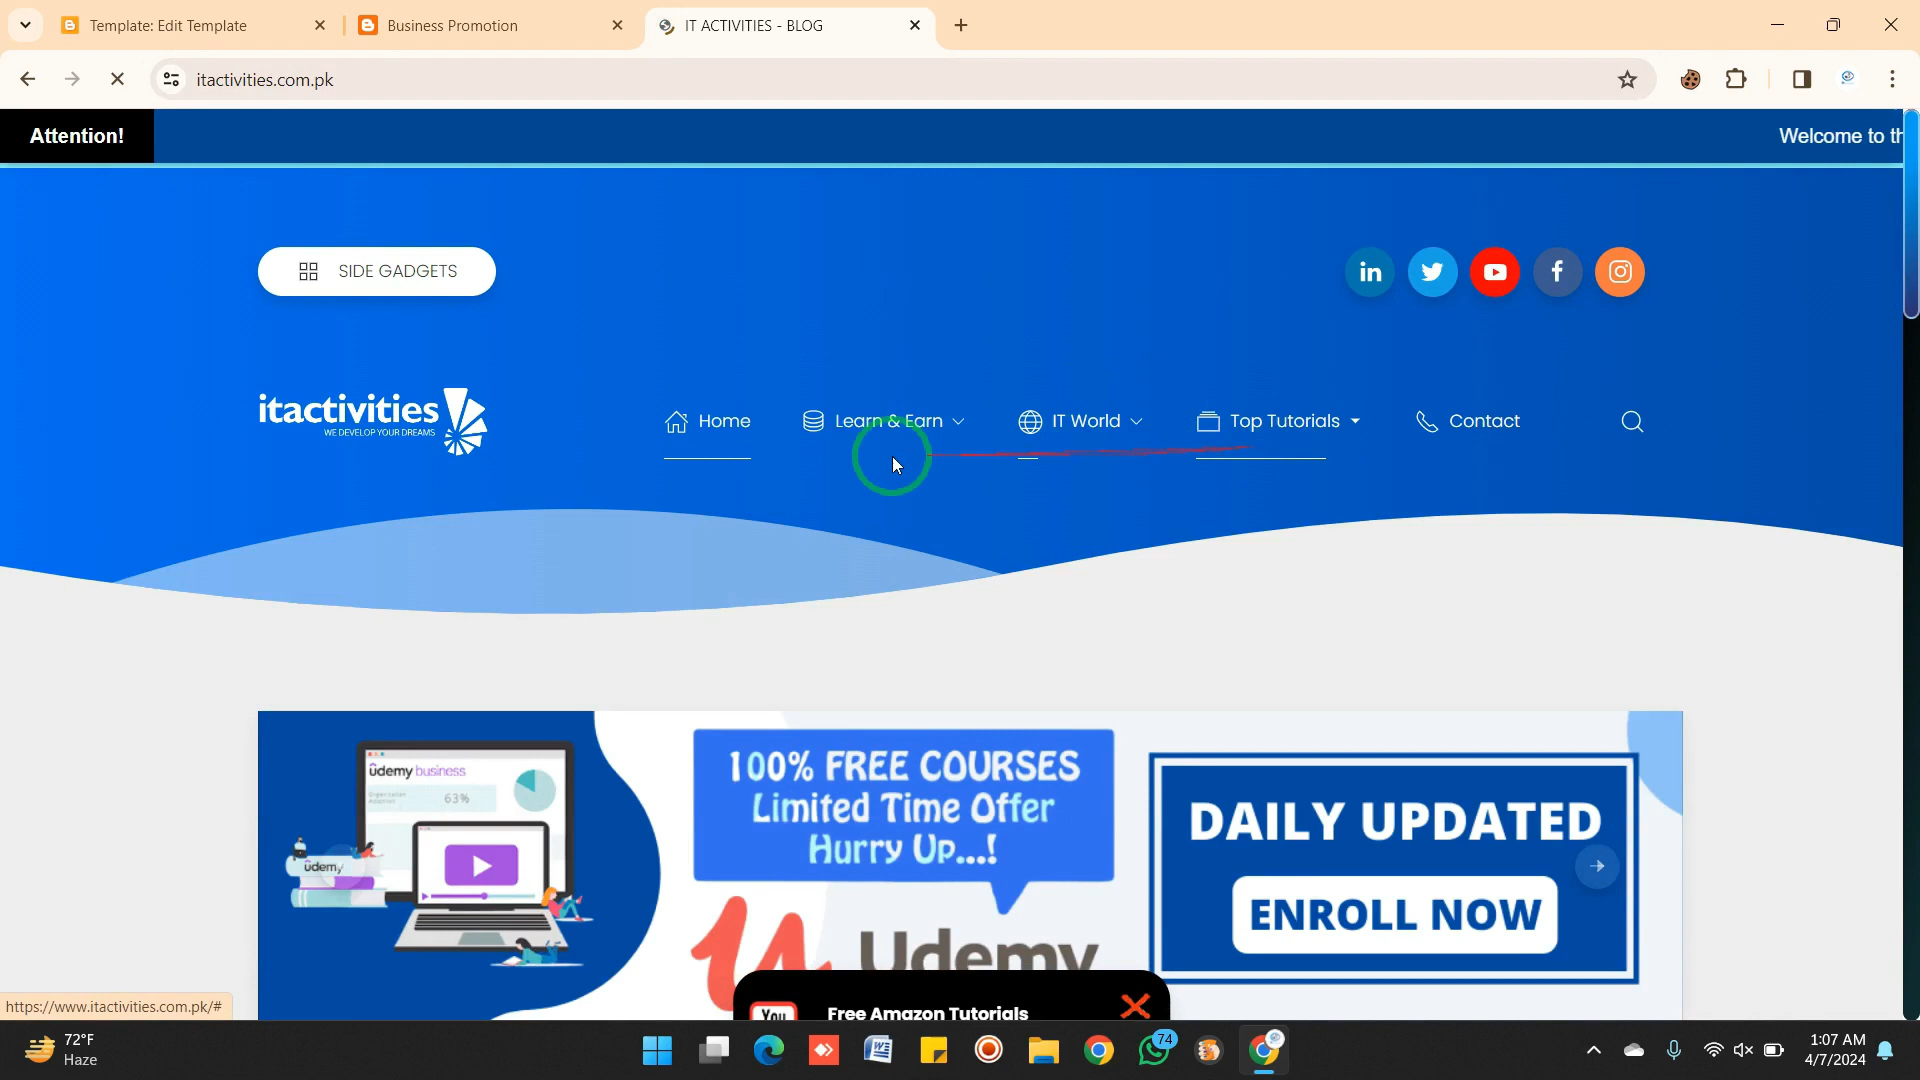 Template: Edit Template
Business Promotion
IT ACTIVITIES - BLOG
itactivities.com.pk
Attention!
Welcome to th
SIDE GADGETS
itactivities
WE DEVELOP YOUR DREAMS
Home
Learn & Earn
IT World
Top Tutorials
Contact
udemy business
63%
udemy
100% FREE COURSES
Limited Time Offer
Hurry Up...!
Udemy
DAILY UPDATED
ENROLL NOW
You
Free Amazon Tutorials
https://www.itactivities.com.pk/#
72°F
Haze
74
1:07 AM
4/7/2024